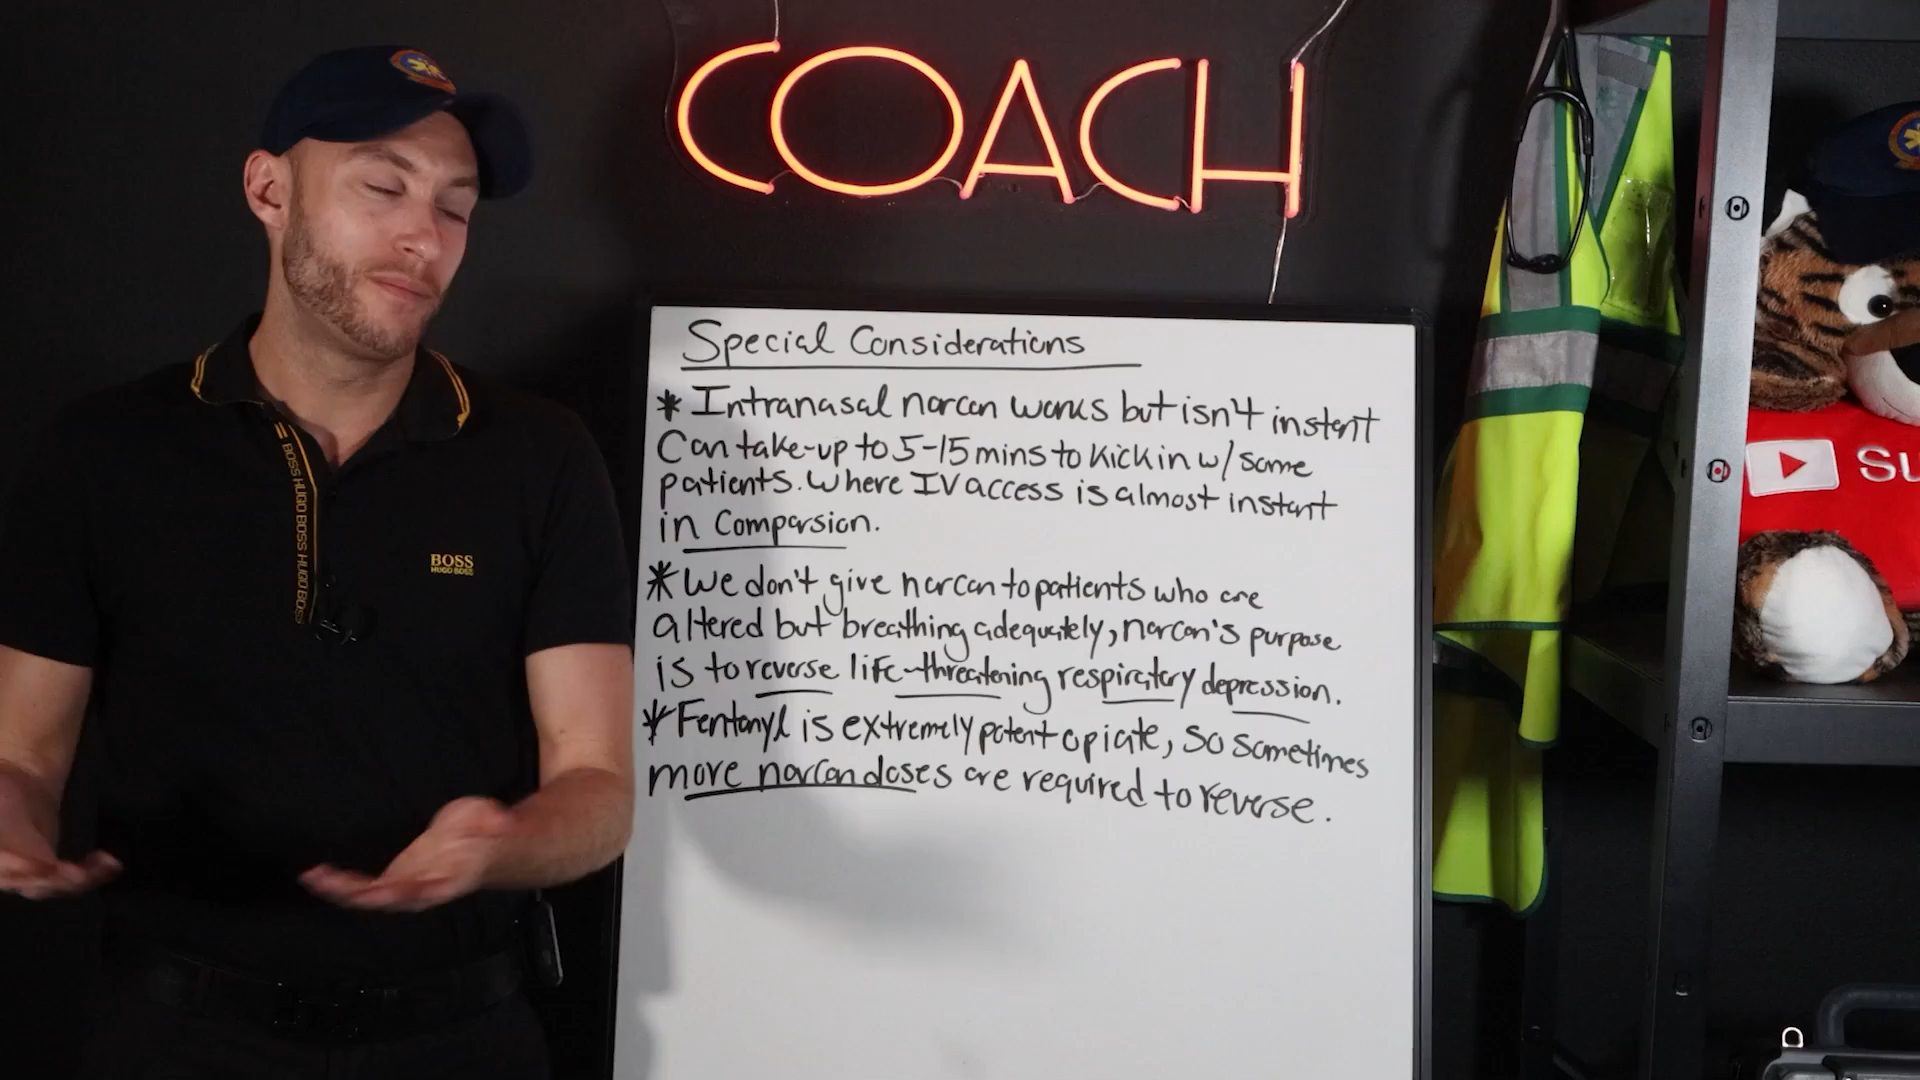 COACH
Special Considerations
* Intranasal narcan works but isn't instant
Can take-up to 5-15 mins to kick in w/ some
patients. Where IV access is almost instant
in Comparsion.
* We don't give narcan to patients who are
altered but breathing adequately, narcan's purpose
is to reverse life-threatening respiratory depression.
* Fentanyl is extremely potent opiate, so sometimes
more narcan doses are required to reverse.
BOSS
HUGO BOSS
BOSS HUGO BOSS HUGO BOSS
Su